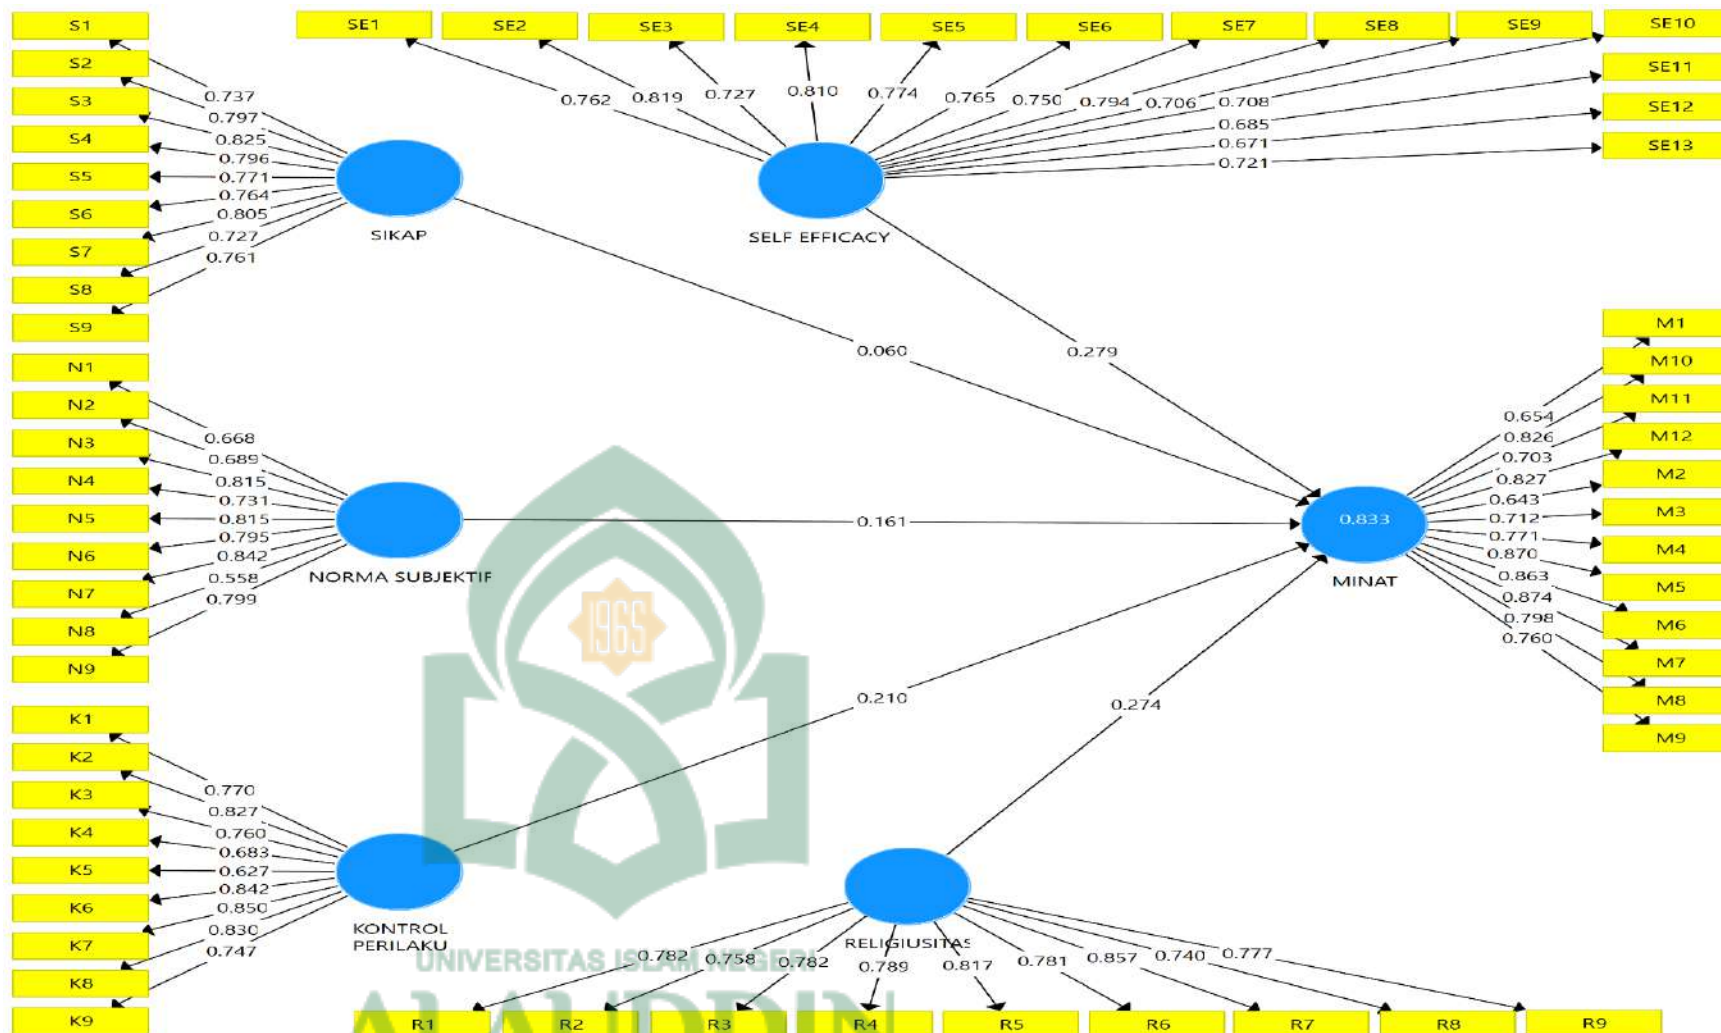 S1
S2
S3
S4
S5
S6
S7
S8
S9
0.737
0.797
0.825
0.796
0.771
0.764
0.805
0.727
0.761
SIKAP
SE1
SE2
SE3
SE4
SE5
SE6
SE7
SE8
SE9
SE10
SE11
SE12
SE13
0.762
0.819
0.727
0.810
0.774
0.765
0.750
0.794
0.706
0.708
0.685
0.671
0.721
SELF EFFICACY
0.060
0.279
N1
N2
N3
N4
N5
N6
N7
N8
N9
0.668
0.689
0.815
0.731
0.815
0.795
0.842
0.558
0.799
NORMA SUBJEKTIF
0.161
1965
0.833
MINAT
0.654
0.826
0.703
0.827
0.643
0.712
0.771
0.870
0.863
0.874
0.798
0.760
M1
M10
M11
M12
M2
M3
M4
M5
M6
M7
M8
M9
K1
K2
K3
K4
K5
K6
K7
K8
K9
0.770
0.827
0.760
0.683
0.627
0.842
0.850
0.830
0.747
KONTROL
PERILAKU
0.210
0.274
RELIGIUSITAS
0.782
0.758
0.782
0.789
0.817
0.781
0.857
0.740
0.777
R1
R2
R3
R4
R5
R6
R7
R8
R9
UNIVERSITAS ISLAM NEGERI
ALAUDDIN